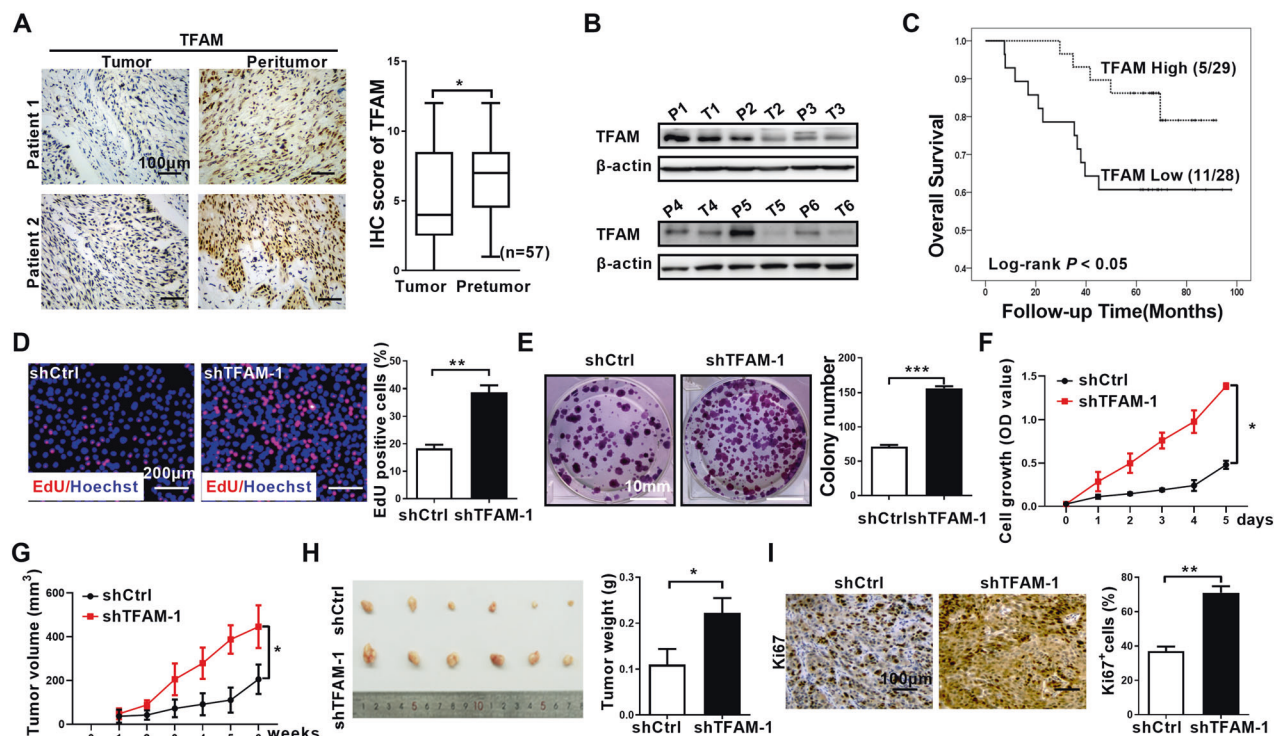 A
TFAM
Tumor
Peritumor
Patient 1
100μm
Patient 2
IHC score of TFAM
15
10
5
0
*
(n=57)
Tumor Pretumor
B
P1 T1 P2 T2 P3 T3
TFAM
β-actin
P4 T4 P5 T5 P6 T6
TFAM
β-actin
C
Overall Survival
1.0
0.9
0.8
0.7
0.6
0.5
0.4
TFAM High (5/29)
TFAM Low (11/28)
Log-rank P < 0.05
0 20 40 60 80 100
Follow-up Time(Months)
D
shCtrl
shTFAM-1
200μm
EdU/Hoechst
EdU/Hoechst
EdU positive cells (%)
50
40
30
20
10
0
**
shCtrl shTFAM-1
E
shCtrl
shTFAM-1
10mm
Colony number
200
150
100
50
0
***
shCtrlshTFAM-1
F
shCtrl
shTFAM-1
Cell growth (OD value)
1.5
1.0
0.5
0.0
*
0 1 2 3 4 5 days
G
shCtrl
shTFAM-1
Tumor volume (mm³)
600
400
200
0
*
weeks
H
shCtrl
shTFAM-1
Tumor weight (g)
0.3
0.2
0.1
0.0
*
shCtrl shTFAM-1
I
shCtrl
shTFAM-1
Ki67
100μm
Ki67⁺cells (%)
80
60
40
20
0
**
shCtrl shTFAM-1